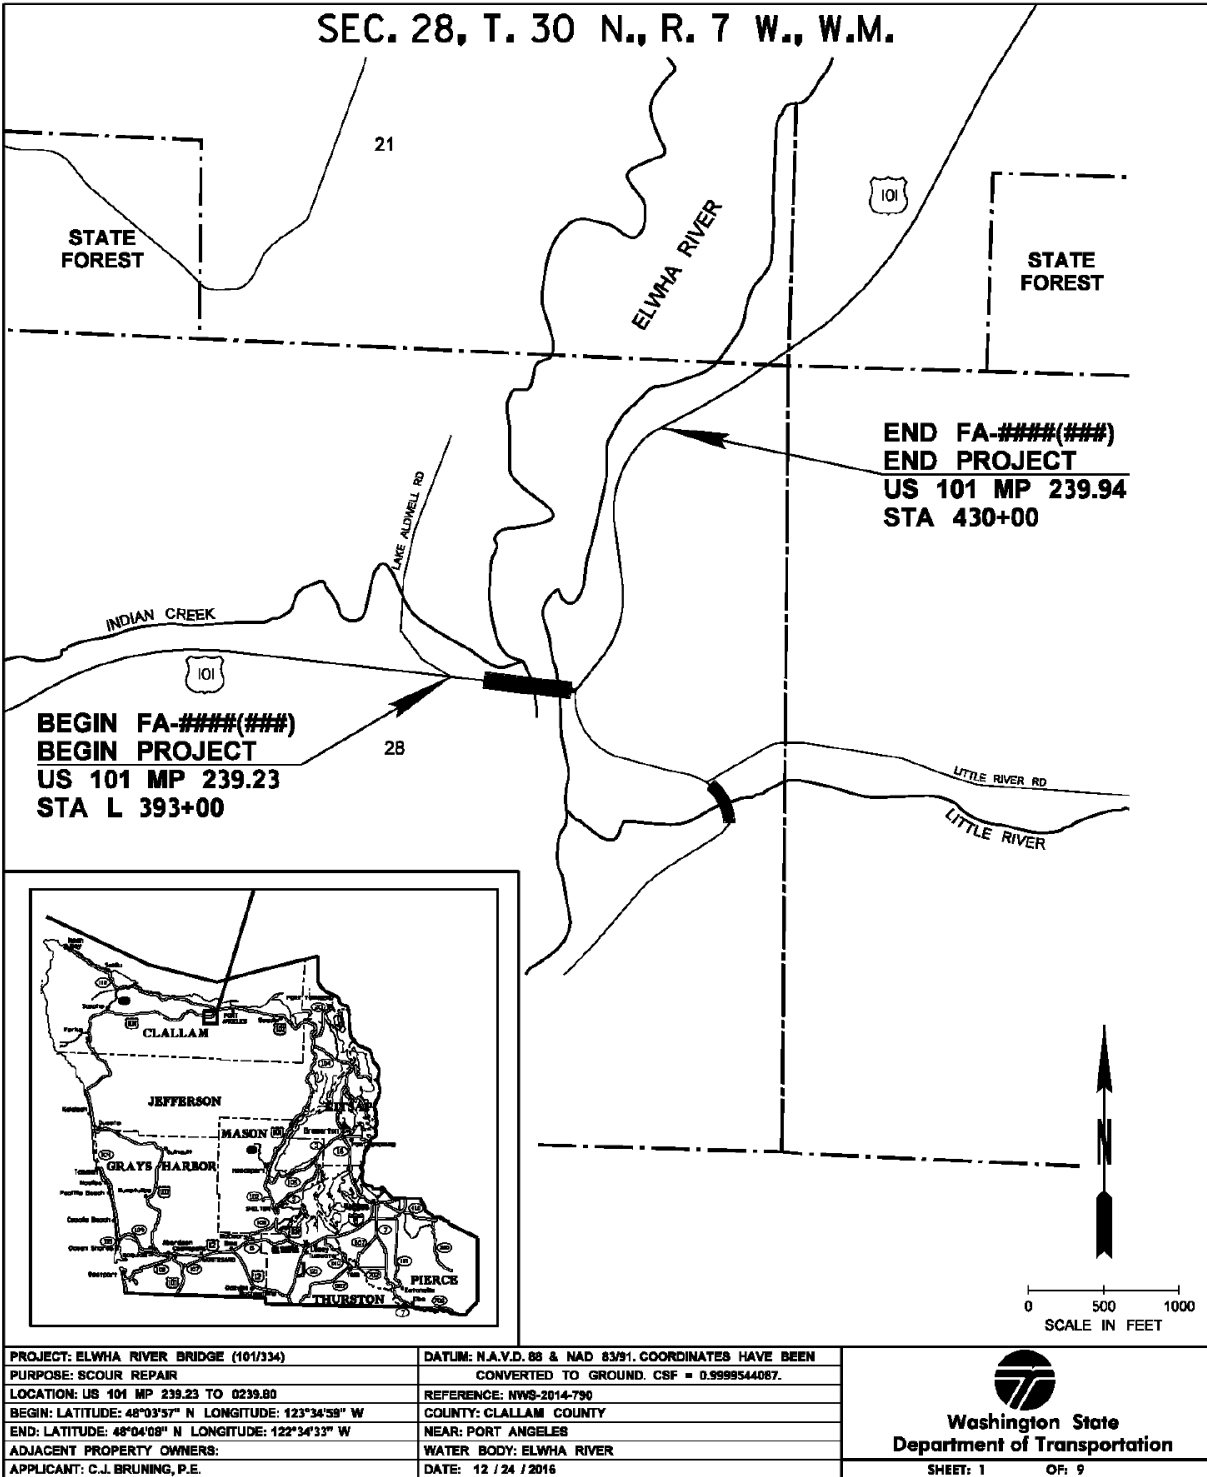 SEC. 28, T. 30 N., R. 7 W., W.M.
21
101
STATE
FOREST
ELWHA RIVER
STATE
FOREST
END FA-####(###)
END PROJECT
US 101 MP 239.94
STA 430+00
LAKE ALDWELL RD
INDIAN CREEK
101
BEGIN FA-####(###)
BEGIN PROJECT
US 101 MP 239.23
STA L 393+00
28
LITTLE RIVER RD
LITTLE RIVER
CLALLAM
JEFFERSON
MASON
KITSAP
GRAYS HARBOR
PIERCE
THURSTON
N
0 500 1000
SCALE IN FEET
PROJECT: ELWHA RIVER BRIDGE (101/334)
PURPOSE: SCOUR REPAIR
LOCATION: US 101 MP 239.23 TO 0239.80
BEGIN: LATITUDE: 48°03'57" N LONGITUDE: 123°34'59" W
END: LATITUDE: 48°04'08" N LONGITUDE: 122°34'33" W
ADJACENT PROPERTY OWNERS:
APPLICANT: C.J. BRUNING, P.E.
DATUM: N.A.V.D. 88 & NAD 83/91. COORDINATES HAVE BEEN
CONVERTED TO GROUND. CSF = 0.9999544087.
REFERENCE: NWS-2014-790
COUNTY: CLALLAM COUNTY
NEAR: PORT ANGELES
WATER BODY: ELWHA RIVER
DATE: 12 / 24 / 2016
Washington State
Department of Transportation
SHEET: 1 OF: 9